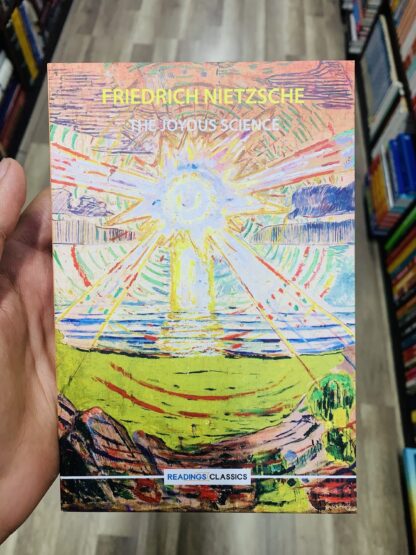 FRIEDRICH NIETZSCHE
THE JOYOUS SCIENCE
READINGS CLASSICS